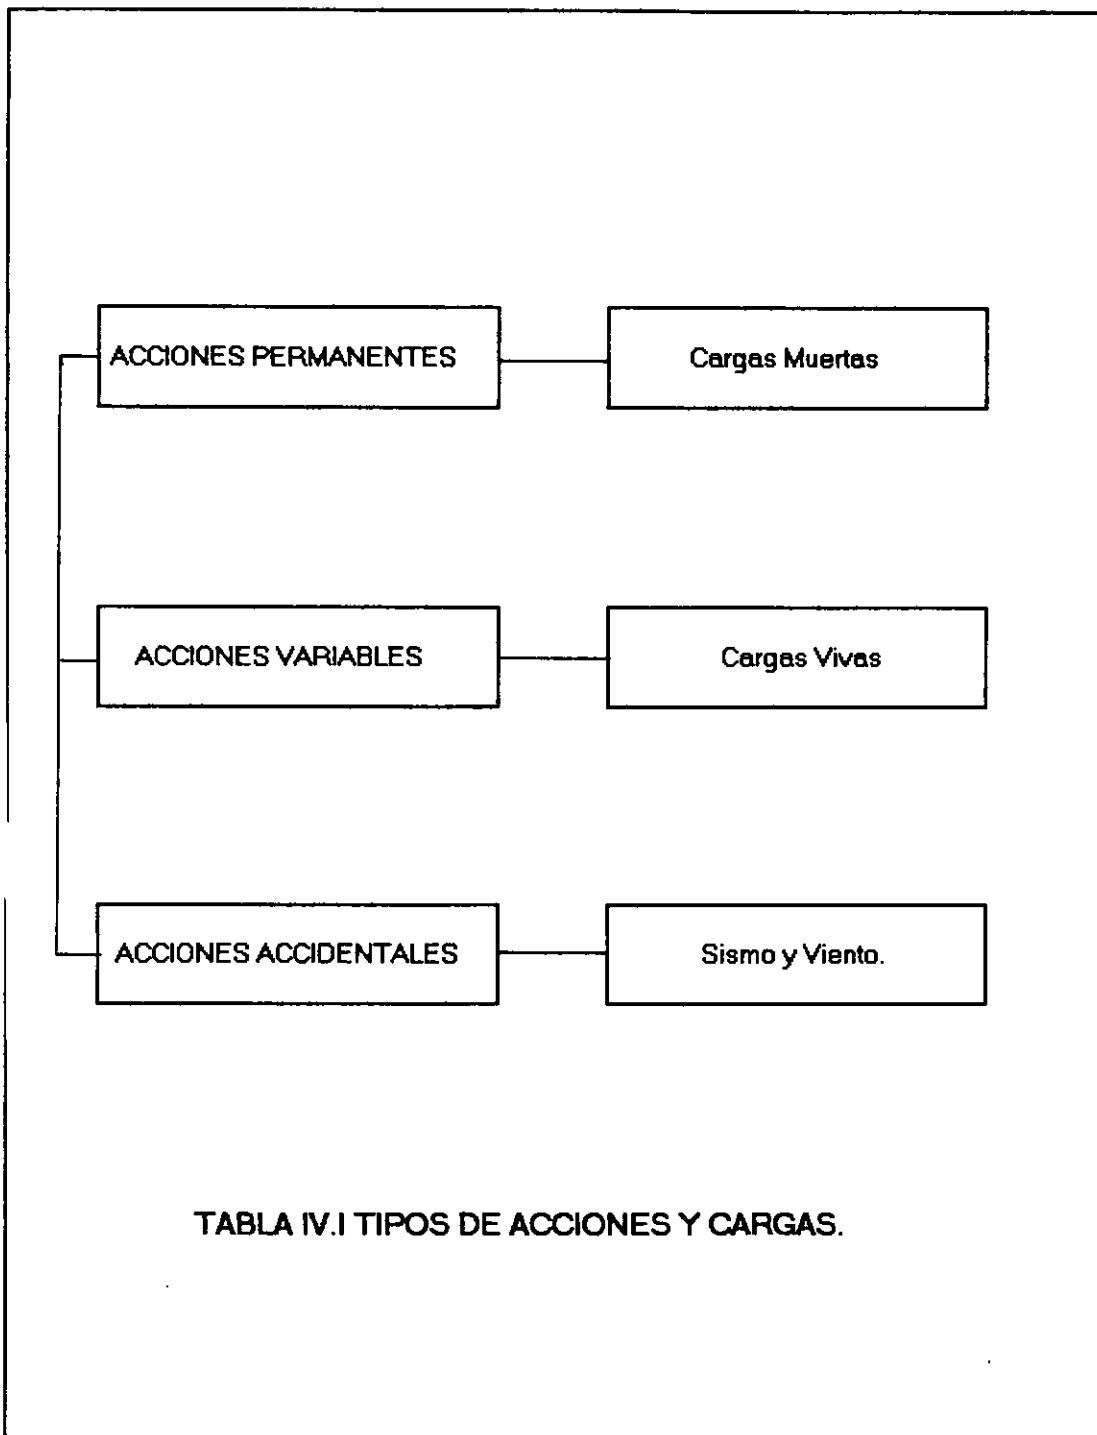 ACCIONES PERMANENTES
Cargas Muertas
ACCIONES VARIABLES
Cargas Vivas
ACCIONES ACCIDENTALES
Sismo y Viento.
TABLA IV.I TIPOS DE ACCIONES Y CARGAS.